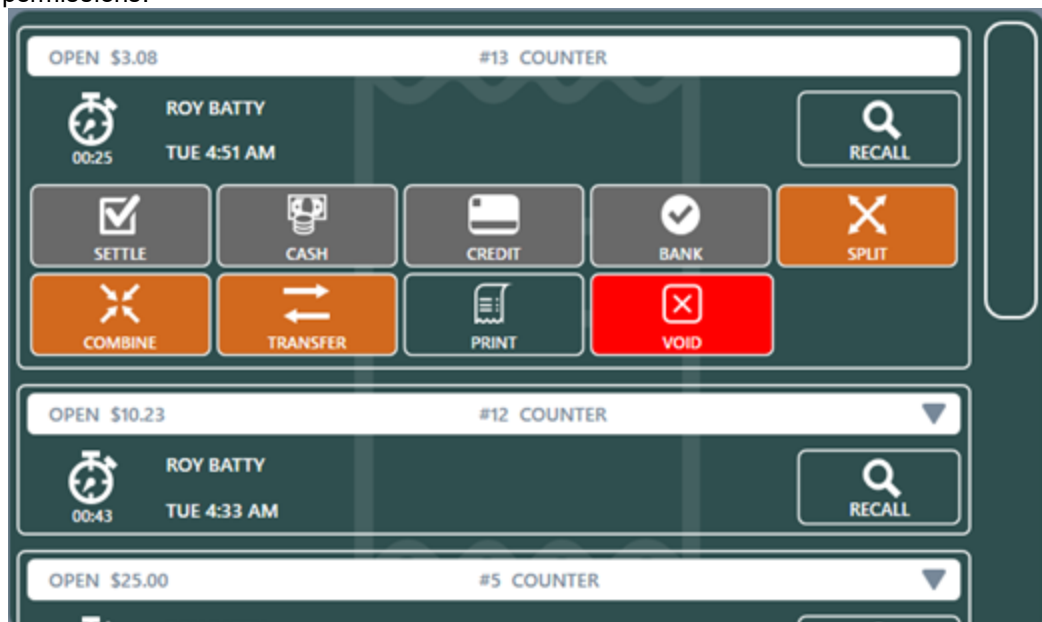 permissions.
OPEN $3.08 #13 COUNTER
ROY BATTY
00:25 TUE 4:51 AM RECALL
SETTLE CASH CREDIT BANK SPLIT
COMBINE TRANSFER PRINT VOID
OPEN $10.23 #12 COUNTER
ROY BATTY
00:43 TUE 4:33 AM RECALL
OPEN $25.00 #5 COUNTER